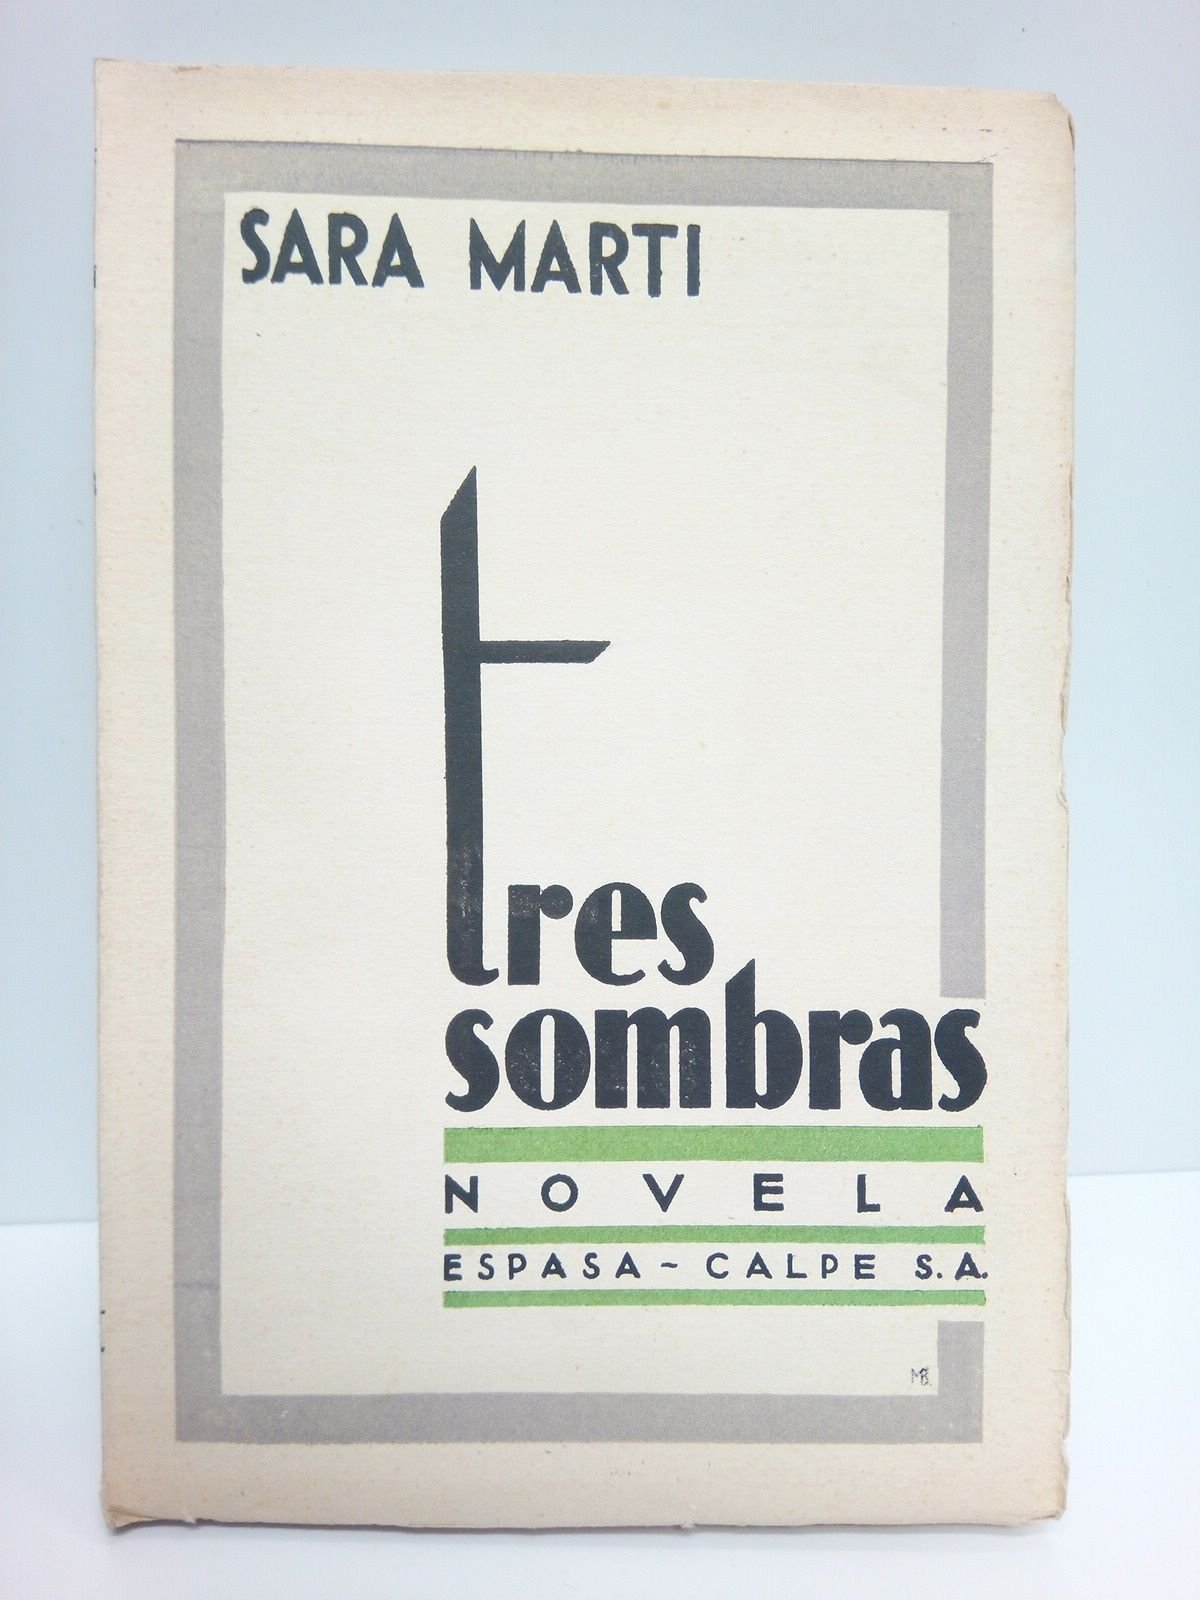 SARA MARTI
tres
sombras
NOVELA
ESPASA - CALPE S.A.